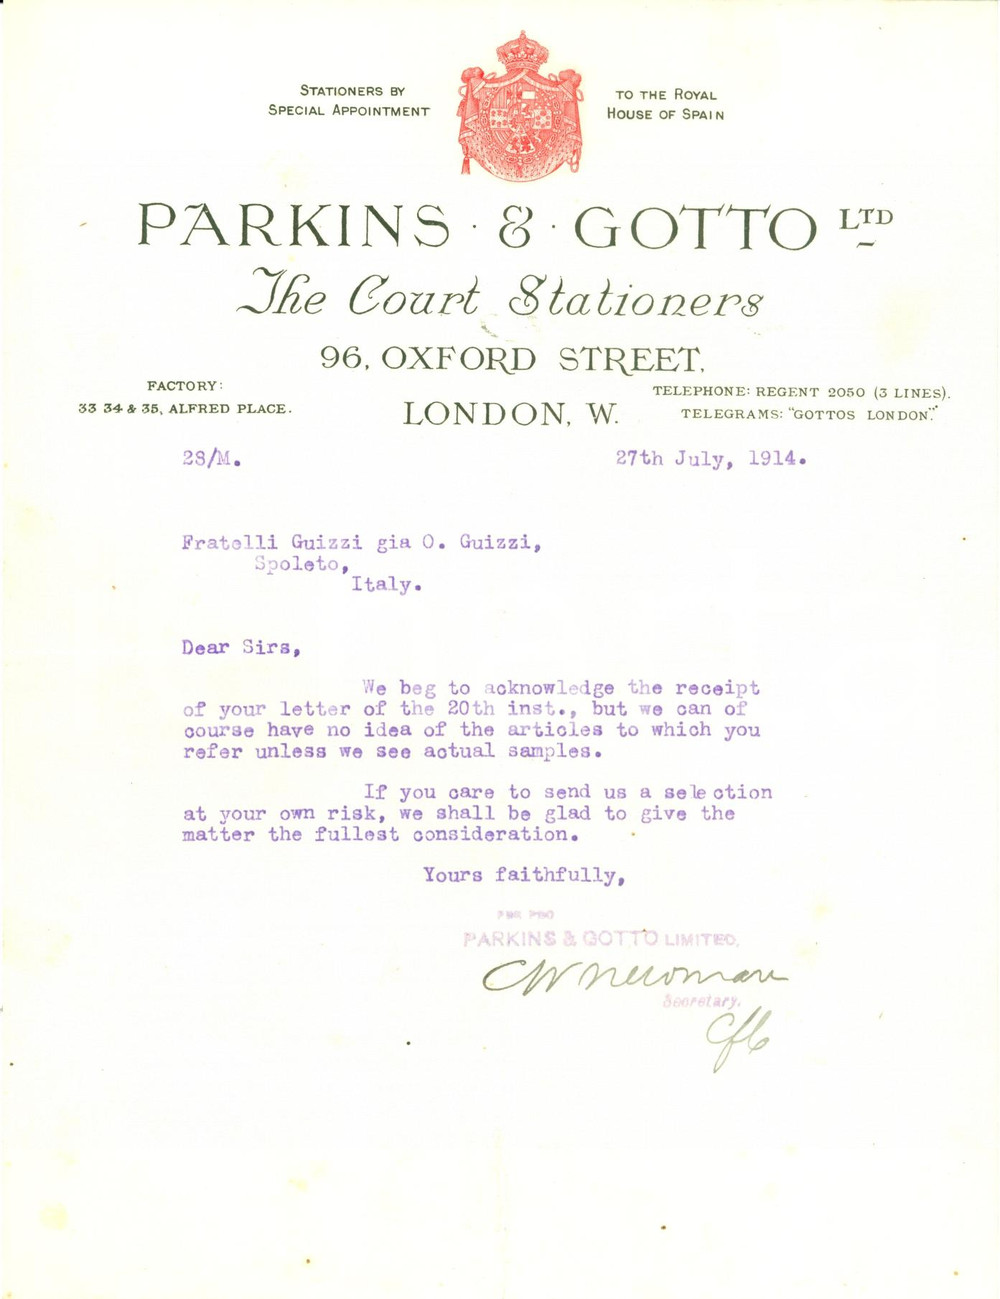 STATIONERS BY
SPECIAL APPOINTMENT
TO THE ROYAL
HOUSE OF SPAIN
PARKINS · & · GOTTO LTD
The Court Stationers
96, OXFORD STREET,
LONDON, W.
FACTORY:
33 34 & 35, ALFRED PLACE.
TELEPHONE: REGENT 2050 (3 LINES).
TELEGRAMS: "GOTTOS LONDON."
28/M.
27th July, 1914.
Fratelli Guizzi gia O. Guizzi,
Spoleto,
Italy.
Dear Sirs,
We beg to acknowledge the receipt
of your letter of the 20th inst., but we can of
course have no idea of the articles to which you
refer unless we see actual samples.
If you care to send us a selection
at your own risk, we shall be glad to give the
matter the fullest consideration.
Yours faithfully,
PER PRO
PARKINS & GOTTO LIMITED,
CW Newman
Secretary.